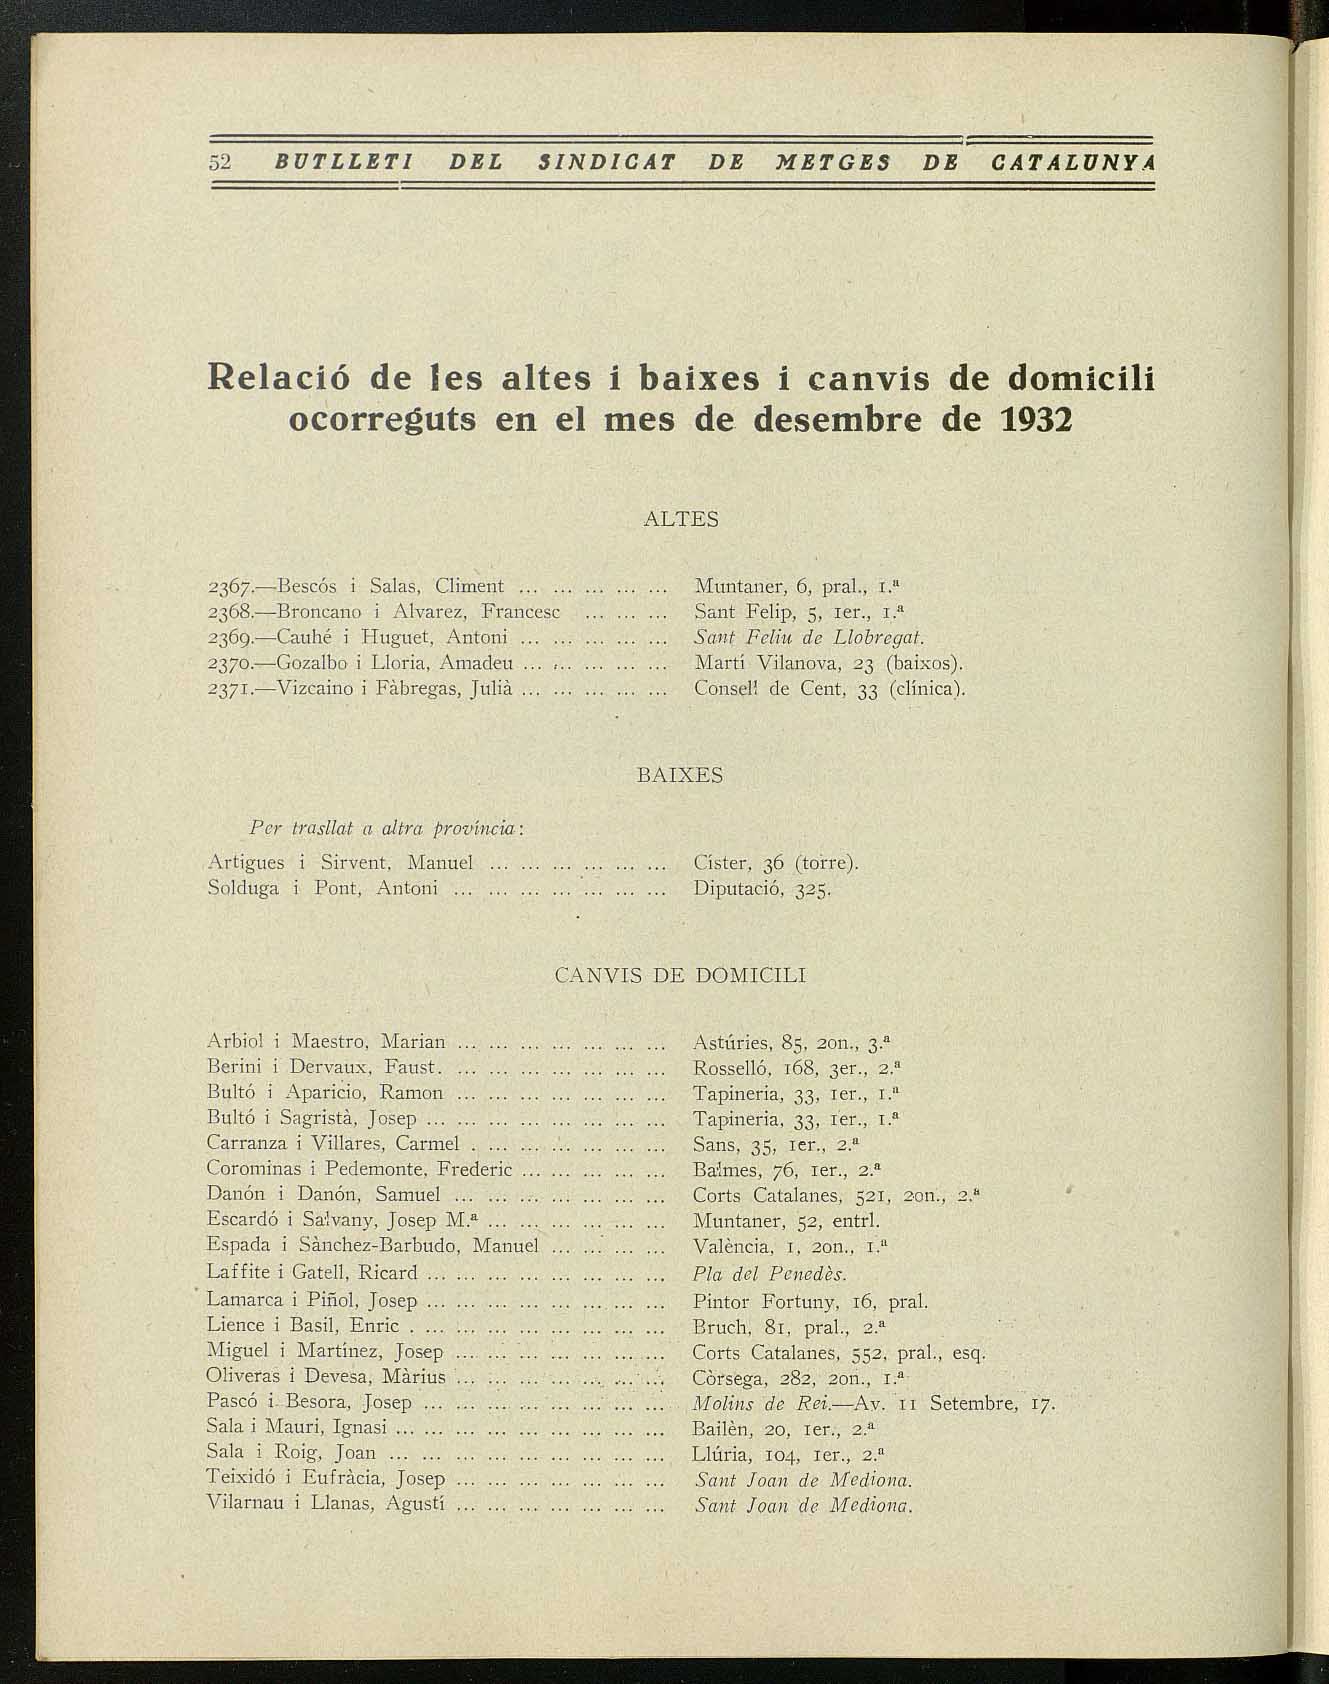 52 BUTLLETI DEL SINDICAT DE METGES DE CATALUNYA
Relació de les altes i baixes i canvis de domicili
ocorreguts en el mes de desembre de 1932
ALTES
2367.—Bescós i Salas, Climent ... ... ... ... ... Muntaner, 6, pral., 1.ª
2368.—Broncano i Alvarez, Francesc ... ... ... Sant Felip, 5, 1er., 1.ª
2369.—Cauhé i Huguet, Antoni ... ... ... ... ... Sant Feliu de Llobregat.
2370.—Gozalbo i Lloria, Amadeu ... ... ... ... ... Martí Vilanova, 23 (baixos).
2371.—Vizcaino i Fàbregas, Julià ... ... ... ... ... Consell de Cent, 33 (clínica).
BAIXES
Per trasllat a altra província:
Artigues i Sirvent, Manuel ... ... ... ... ... ... Císter, 36 (torre).
Solduga i Pont, Antoni ... ... ... ... ... ... ... Diputació, 325.
CANVIS DE DOMICILI
Arbiol i Maestro, Marian ... ... ... ... ... ... ... Astúries, 85, 2on., 3.ª
Berini i Dervaux, Faust. ... ... ... ... ... ... ... Rosselló, 168, 3er., 2.ª
Bultó i Aparicio, Ramon ... ... ... ... ... ... ... Tapineria, 33, 1er., 1.ª
Bultó i Sagristà, Josep ... ... ... ... ... ... ... ... Tapineria, 33, 1er., 1.ª
Carranza i Villares, Carmel . ... ... ... ... ... ... Sans, 35, 1er., 2.ª
Corominas i Pedemonte, Frederic ... ... ... ... ... Balmes, 76, 1er., 2.ª
Danón i Danón, Samuel ... ... ... ... ... ... ... Corts Catalanes, 521, 2on., 2.ª
Escardó i Salvany, Josep M.ª ... ... ... ... ... ... Muntaner, 52, entrl.
Espada i Sànchez-Barbudo, Manuel ... ... ... ... València, 1, 2on., 1.ª
Laffite i Gatell, Ricard ... ... ... ... ... ... ... ... Pla del Penedès.
Lamarca i Piñol, Josep ... ... ... ... ... ... ... ... Pintor Fortuny, 16, pral.
Lience i Basil, Enric . ... ... ... ... ... ... ... ... Bruch, 81, pral., 2.ª
Miguel i Martínez, Josep ... ... ... ... ... ... ... Corts Catalanes, 552, pral., esq.
Oliveras i Devesa, Màrius ... ... ... ... ... ... ... Còrsega, 282, 2on., 1.ª
Pascó i Besora, Josep ... ... ... ... ... ... ... ... Molins de Rei.—Av. 11 Setembre, 17.
Sala i Mauri, Ignasi ... ... ... ... ... ... ... ... ... Bailèn, 20, 1er., 2.ª
Sala i Roig, Joan ... ... ... ... ... ... ... ... ... Llúria, 104, 1er., 2.ª
Teixidó i Eufràcia, Josep ... ... ... ... ... ... ... Sant Joan de Mediona.
Vilarnau i Llanas, Agustí ... ... ... ... ... ... ... Sant Joan de Mediona.